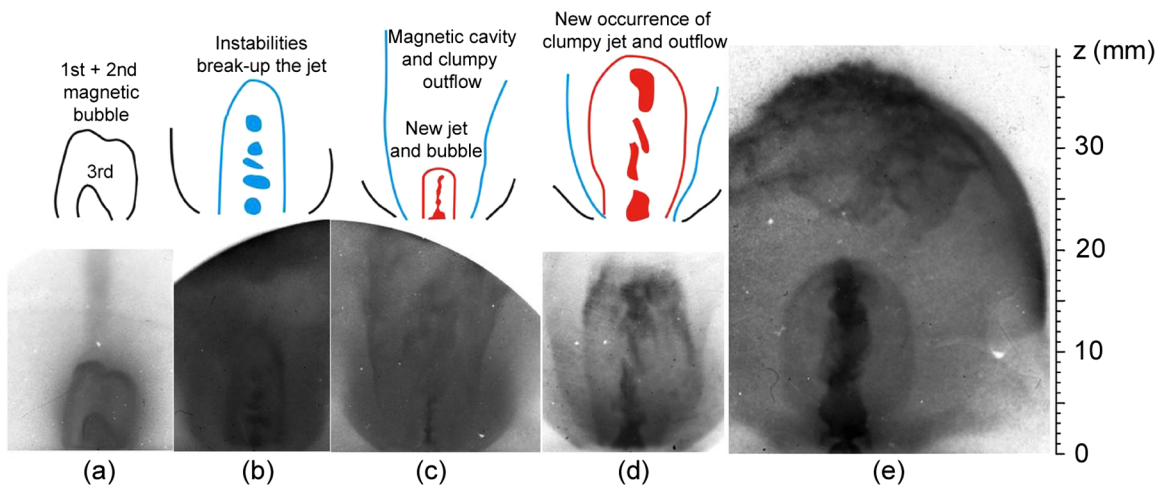 1st + 2nd
magnetic
bubble
3rd
Instabilities
break-up the jet
Magnetic cavity
and clumpy
outflow
New jet
and bubble
New occurrence of
clumpy jet and outflow
z (mm)
30
20
10
0
(a)
(b)
(c)
(d)
(e)